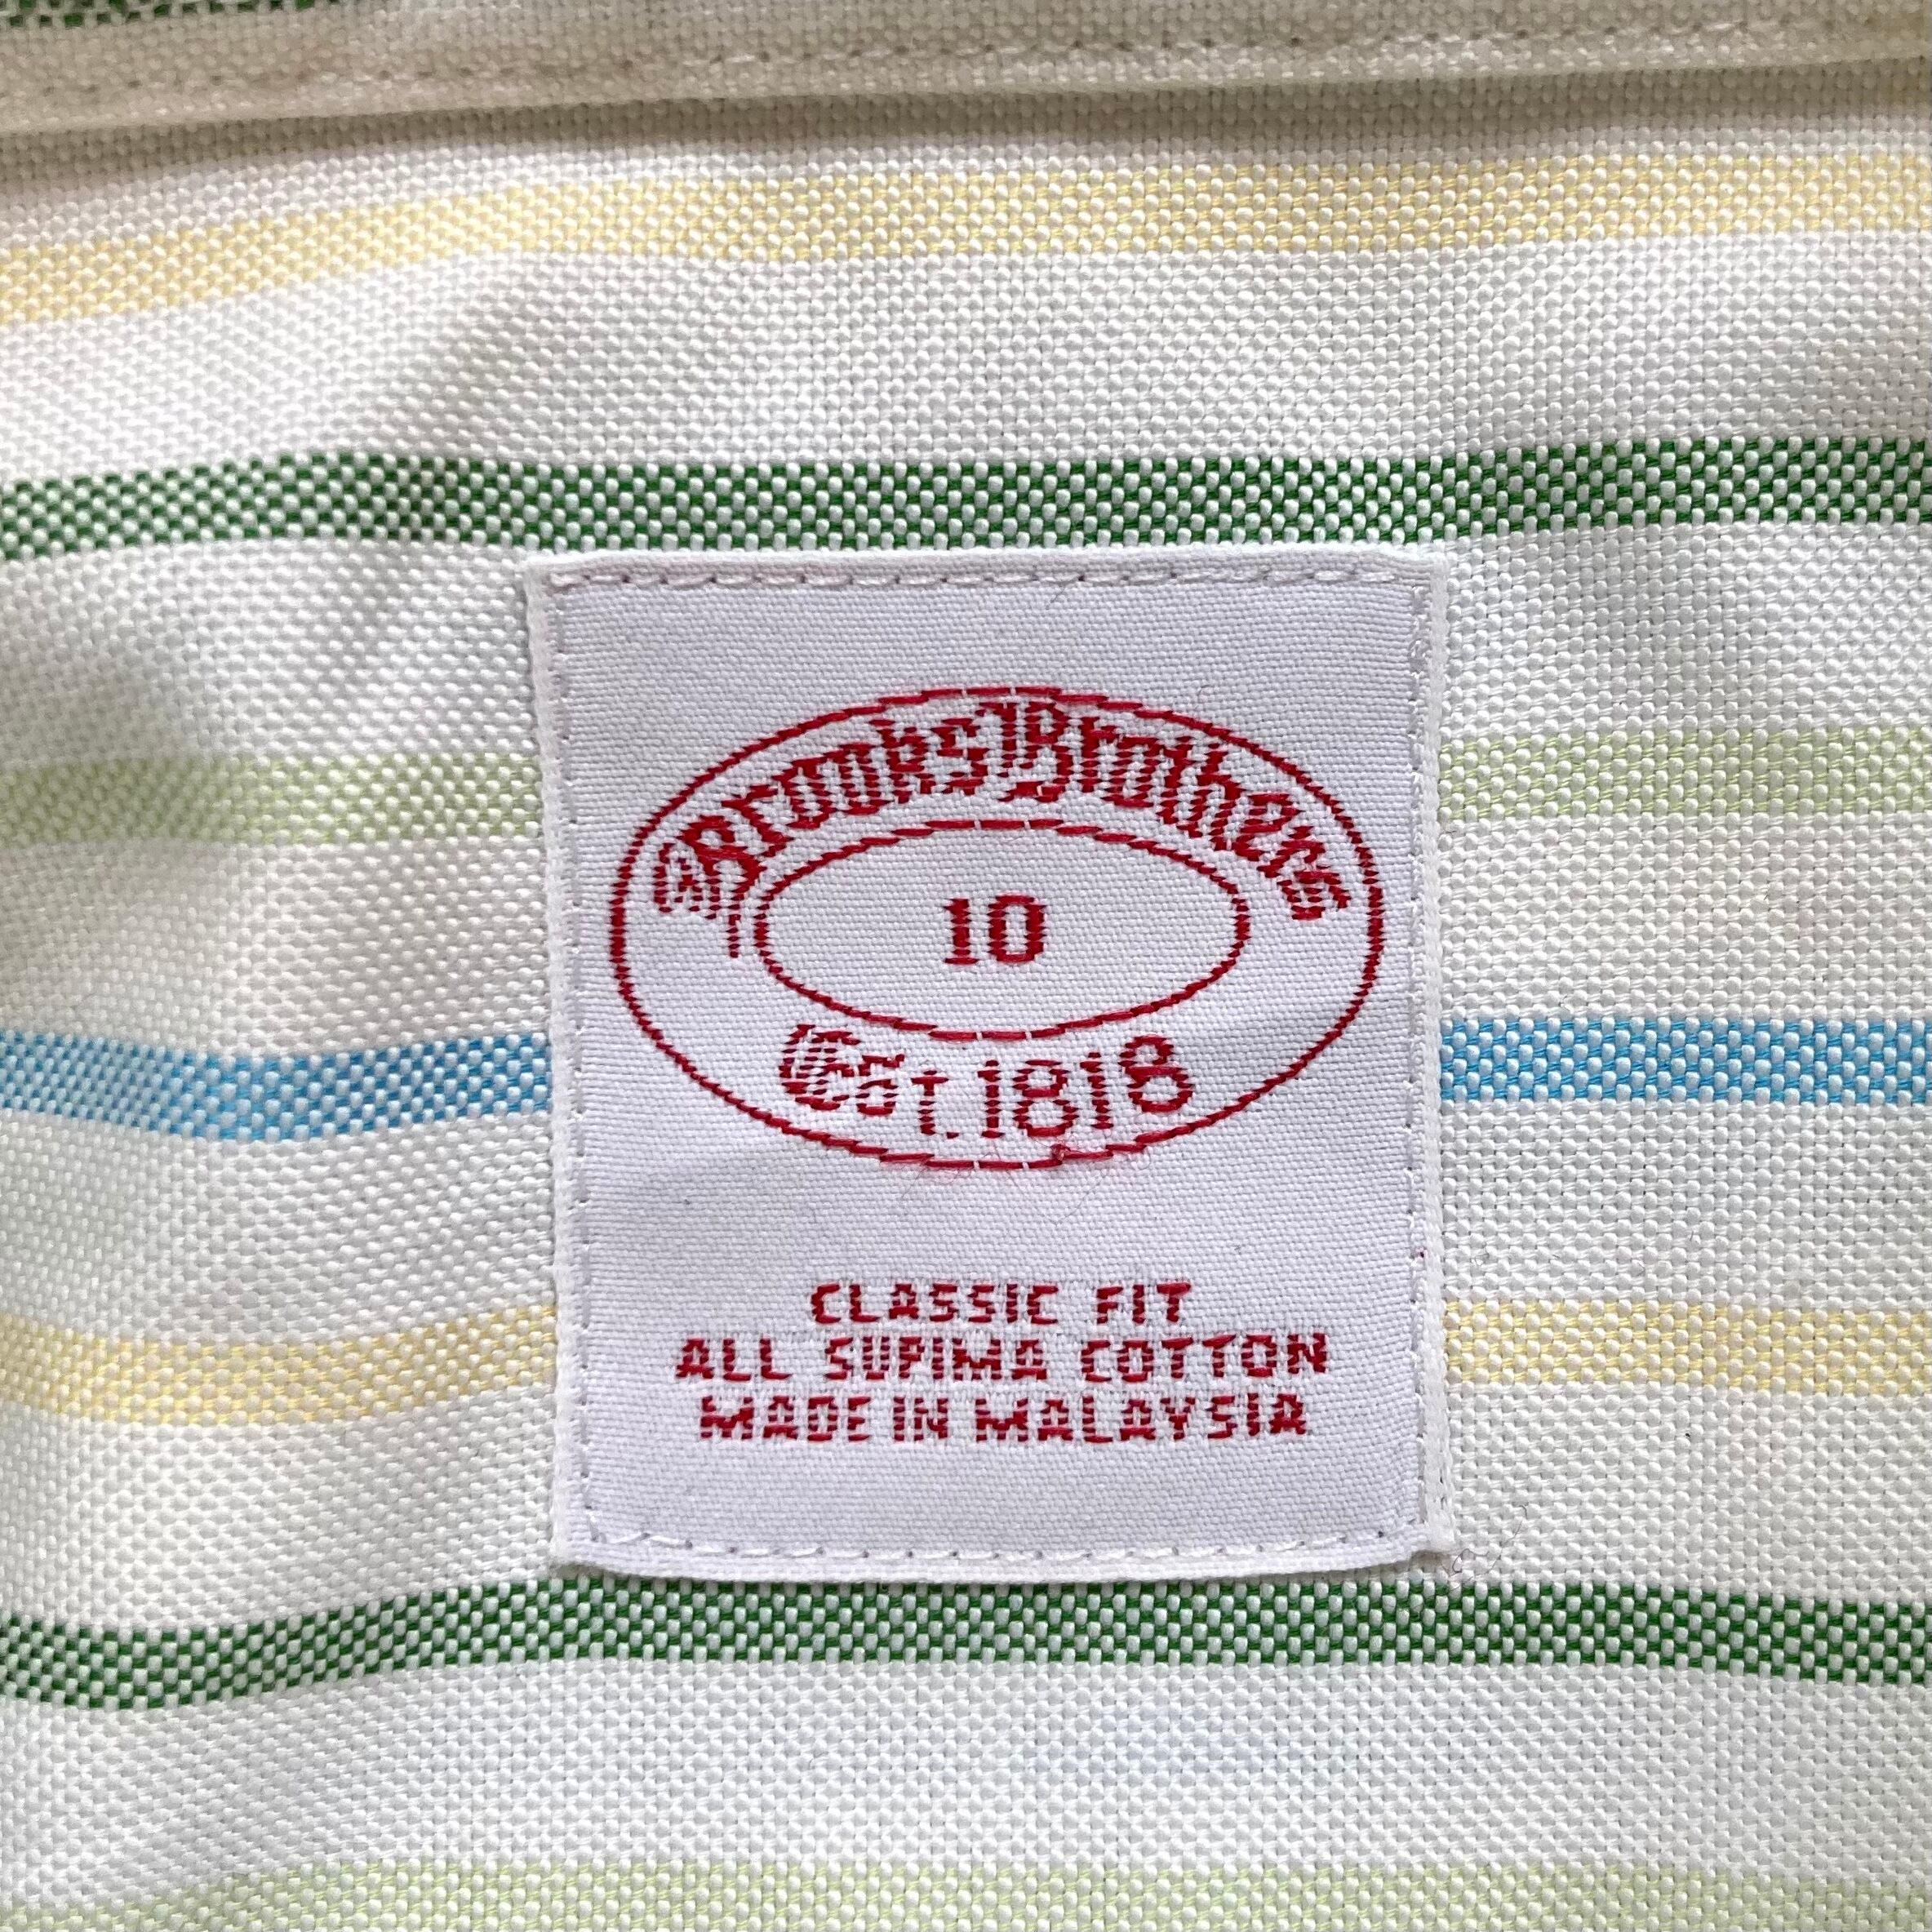 Brooks Brothers
10
Est. 1818
CLASSIC FIT
ALL SUPIMA COTTON
MADE IN MALAYSIA